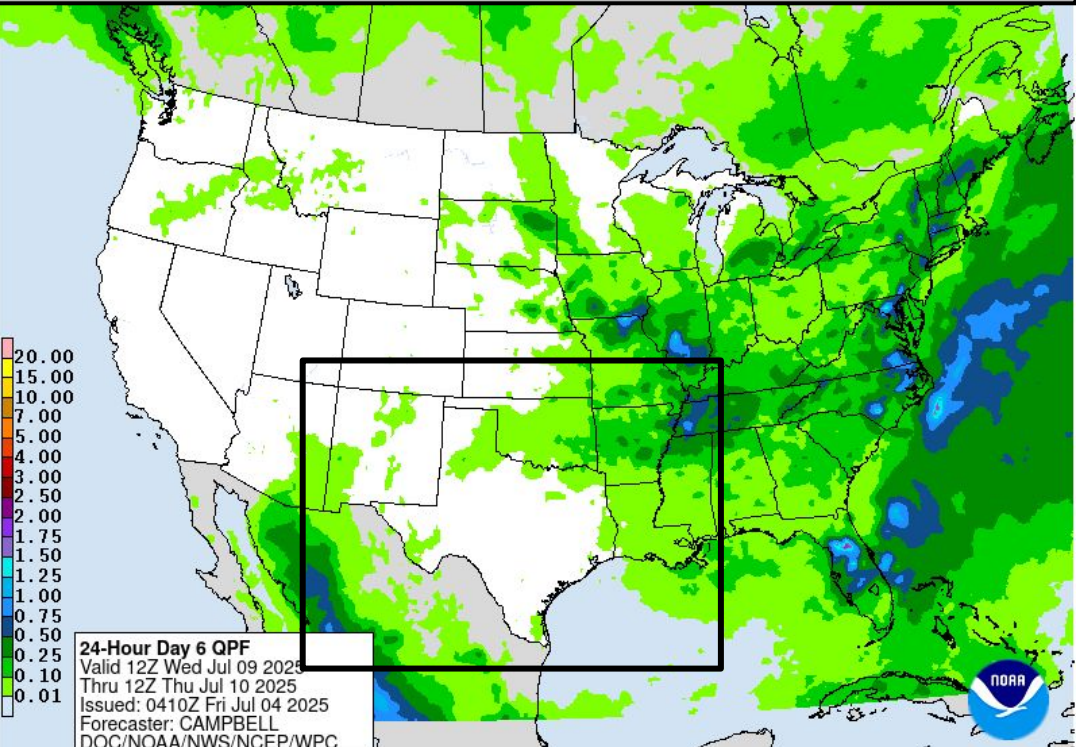 20.00
15.00
10.00
7.00
5.00
4.00
3.00
2.50
2.00
1.75
1.50
1.25
1.00
0.75
0.50
0.25
0.10
0.01
24-Hour Day 6 QPF
Valid 12Z Wed Jul 09 2025
Thru 12Z Thu Jul 10 2025
Issued: 0410Z Fri Jul 04 2025
Forecaster: CAMPBELL
DOC/NOAA/NWS/NCEP/WPC
NOAA